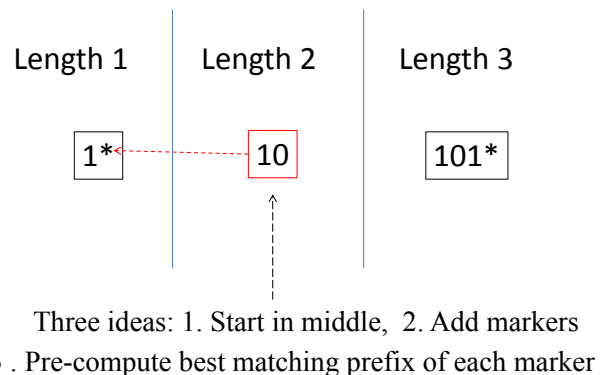 Length 1 Length 2 Length 3
1* 10 101*
Three ideas: 1. Start in middle, 2. Add markers
. Pre-compute best matching prefix of each marker